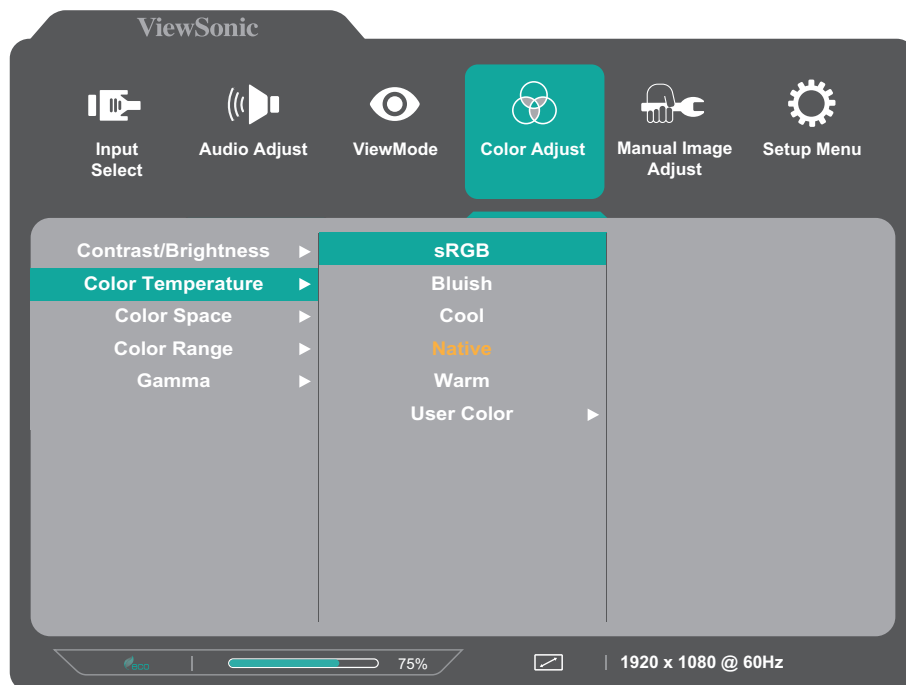 ViewSonic
Input
Select
Audio Adjust
ViewMode
Color Adjust
Manual Image
Adjust
Setup Menu
Contrast/Brightness
Color Temperature
Color Space
Color Range
Gamma
sRGB
Bluish
Cool
Native
Warm
User Color
eco
75%
1920 x 1080 @ 60Hz